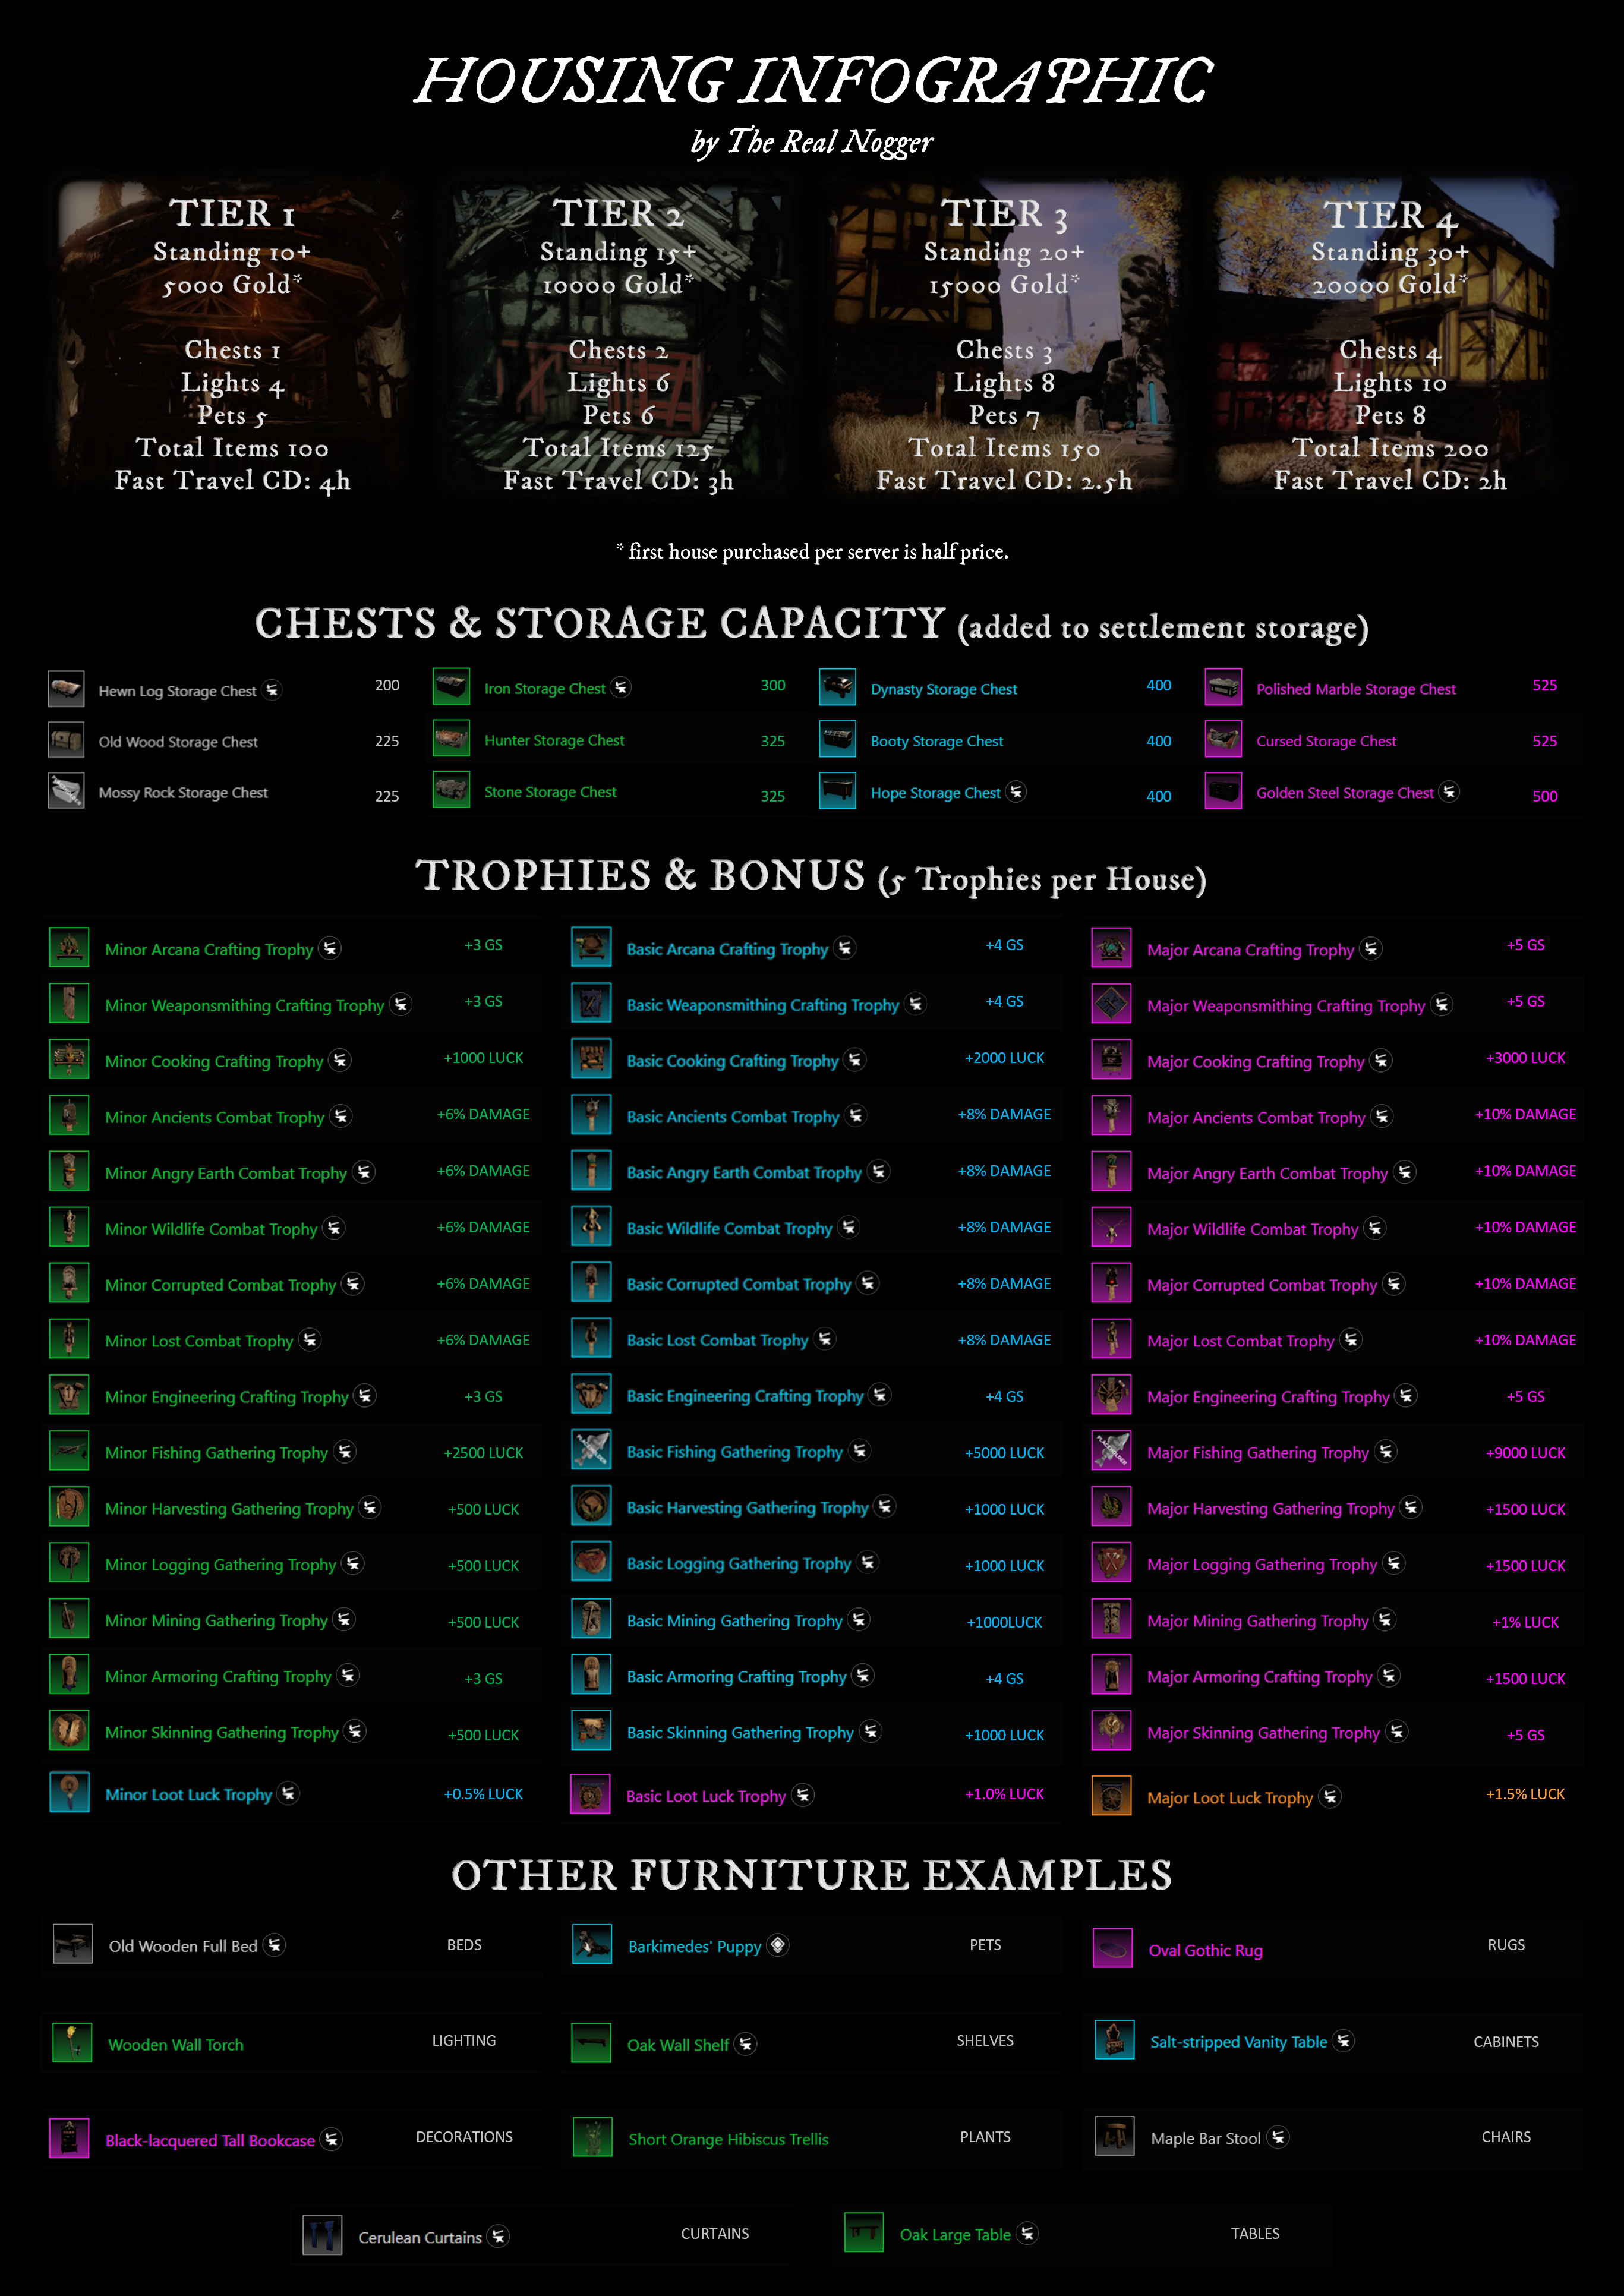 HOUSING INFOGRAPHIC
by The Real Nogger
TIER 1
Standing 10+
5000 Gold*
Chests 1
Lights 4
Pets 5
Total Items 100
Fast Travel CD: 4h
TIER 2
Standing 15+
10000 Gold*
Chests 2
Lights 6
Pets 6
Total Items 125
Fast Travel CD: 3h
TIER 3
Standing 20+
15000 Gold*
Chests 3
Lights 8
Pets 7
Total Items 150
Fast Travel CD: 2.5h
TIER 4
Standing 30+
20000 Gold*
Chests 4
Lights 10
Pets 8
Total Items 200
Fast Travel CD: 2h
* first house purchased per server is half price.
CHESTS & STORAGE CAPACITY (added to settlement storage)
Hewn Log Storage Chest 200
Iron Storage Chest 300
Dynasty Storage Chest 400
Polished Marble Storage Chest 525
Old Wood Storage Chest 225
Hunter Storage Chest 325
Booty Storage Chest 400
Cursed Storage Chest 525
Mossy Rock Storage Chest 225
Stone Storage Chest 325
Hope Storage Chest 400
Golden Steel Storage Chest 500
TROPHIES & BONUS (5 Trophies per House)
Minor Arcana Crafting Trophy +3 GS
Basic Arcana Crafting Trophy +4 GS
Major Arcana Crafting Trophy +5 GS
Minor Weaponsmithing Crafting Trophy +3 GS
Basic Weaponsmithing Crafting Trophy +4 GS
Major Weaponsmithing Crafting Trophy +5 GS
Minor Cooking Crafting Trophy +1000 LUCK
Basic Cooking Crafting Trophy +2000 LUCK
Major Cooking Crafting Trophy +3000 LUCK
Minor Ancients Combat Trophy +6% DAMAGE
Basic Ancients Combat Trophy +8% DAMAGE
Major Ancients Combat Trophy +10% DAMAGE
Minor Angry Earth Combat Trophy +6% DAMAGE
Basic Angry Earth Combat Trophy +8% DAMAGE
Major Angry Earth Combat Trophy +10% DAMAGE
Minor Wildlife Combat Trophy +6% DAMAGE
Basic Wildlife Combat Trophy +8% DAMAGE
Major Wildlife Combat Trophy +10% DAMAGE
Minor Corrupted Combat Trophy +6% DAMAGE
Basic Corrupted Combat Trophy +8% DAMAGE
Major Corrupted Combat Trophy +10% DAMAGE
Minor Lost Combat Trophy +6% DAMAGE
Basic Lost Combat Trophy +8% DAMAGE
Major Lost Combat Trophy +10% DAMAGE
Minor Engineering Crafting Trophy +3 GS
Basic Engineering Crafting Trophy +4 GS
Major Engineering Crafting Trophy +5 GS
Minor Fishing Gathering Trophy +2500 LUCK
Basic Fishing Gathering Trophy +5000 LUCK
Major Fishing Gathering Trophy +9000 LUCK
Minor Harvesting Gathering Trophy +500 LUCK
Basic Harvesting Gathering Trophy +1000 LUCK
Major Harvesting Gathering Trophy +1500 LUCK
Minor Logging Gathering Trophy +500 LUCK
Basic Logging Gathering Trophy +1000 LUCK
Major Logging Gathering Trophy +1500 LUCK
Minor Mining Gathering Trophy +500 LUCK
Basic Mining Gathering Trophy +1000LUCK
Major Mining Gathering Trophy +1% LUCK
Minor Armoring Crafting Trophy +3 GS
Basic Armoring Crafting Trophy +4 GS
Major Armoring Crafting Trophy +1500 LUCK
Minor Skinning Gathering Trophy +500 LUCK
Basic Skinning Gathering Trophy +1000 LUCK
Major Skinning Gathering Trophy +5 GS
Minor Loot Luck Trophy +0.5% LUCK
Basic Loot Luck Trophy +1.0% LUCK
Major Loot Luck Trophy +1.5% LUCK
OTHER FURNITURE EXAMPLES
Old Wooden Full Bed BEDS
Barkimedes' Puppy PETS
Oval Gothic Rug RUGS
Wooden Wall Torch LIGHTING
Oak Wall Shelf SHELVES
Salt-stripped Vanity Table CABINETS
Black-lacquered Tall Bookcase DECORATIONS
Short Orange Hibiscus Trellis PLANTS
Maple Bar Stool CHAIRS
Cerulean Curtains CURTAINS
Oak Large Table TABLES